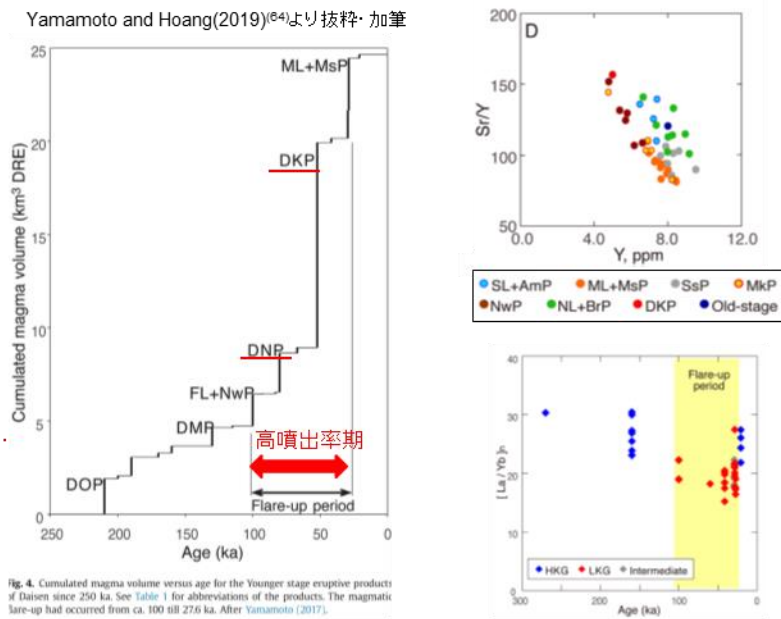 Yamamoto and Hoang(2019)(64)より抜粋・加筆
25
20
15
10
5
0
Cumulated magma volume (km³ DRE)
ML+MsP
DKP
DNP
FL+NwP
DMP
DOP
高噴出率期
Flare-up period
250
200
150
100
50
0
Age (ka)
Fig. 4. Cumulated magma volume versus age for the Younger stage eruptive products
of Daisen since 250 ka. See Table 1 for abbreviations of the products. The magmatic
flare-up had occurred from ca. 100 till 27.6 ka. After Yamamoto (2017).
D
200
150
100
50
Sr/Y
0.0
4.0
8.0
12.0
Y, ppm
SL+AmP
ML+MsP
SsP
MkP
NwP
NL+BrP
DKP
Old-stage
40
30
20
10
0
[ La / Yb ]n
Flare-up
period
HKG
LKG
Intermediate
300
200
100
0
Age (ka)